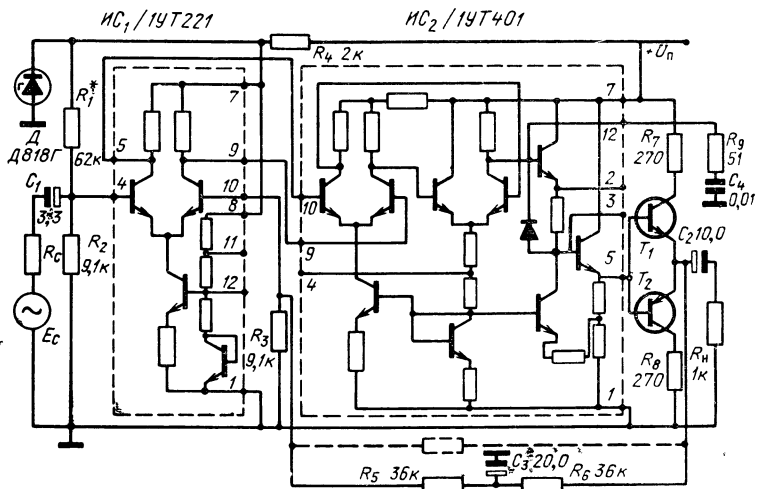 ИС₁/1УТ221
ИС₂/1УТ401
R₄ 2к
+Uп
R₁*
62к
Д
Д818Г
7
5
9
10
4
8
11
12
1
C₁
3,3
Rс
R₂
9,1к
Eс
R₃
9,1к
10
9
4
7
12
2
3
5
1
R₇
270
R₉
51
C₄
0,01
T₁
C₂10,0
T₂
R₈
270
Rн
1к
C₃*20,0
R₅ 36к
R₆ 36к